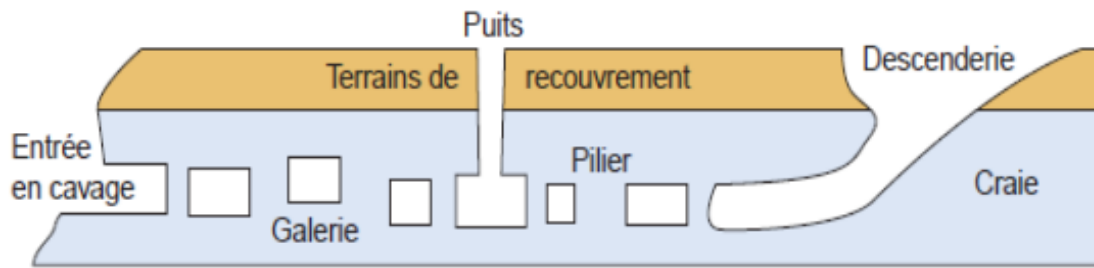 Puits
Descenderie
Terrains de recouvrement
Entrée
en cavage
Pilier
Craie
Galerie